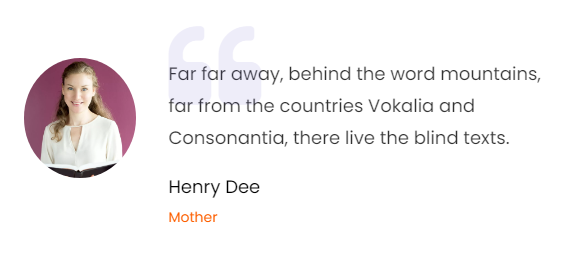 Far far away, behind the word mountains,
far from the countries Vokalia and
Consonantia, there live the blind texts.
Henry Dee
Mother